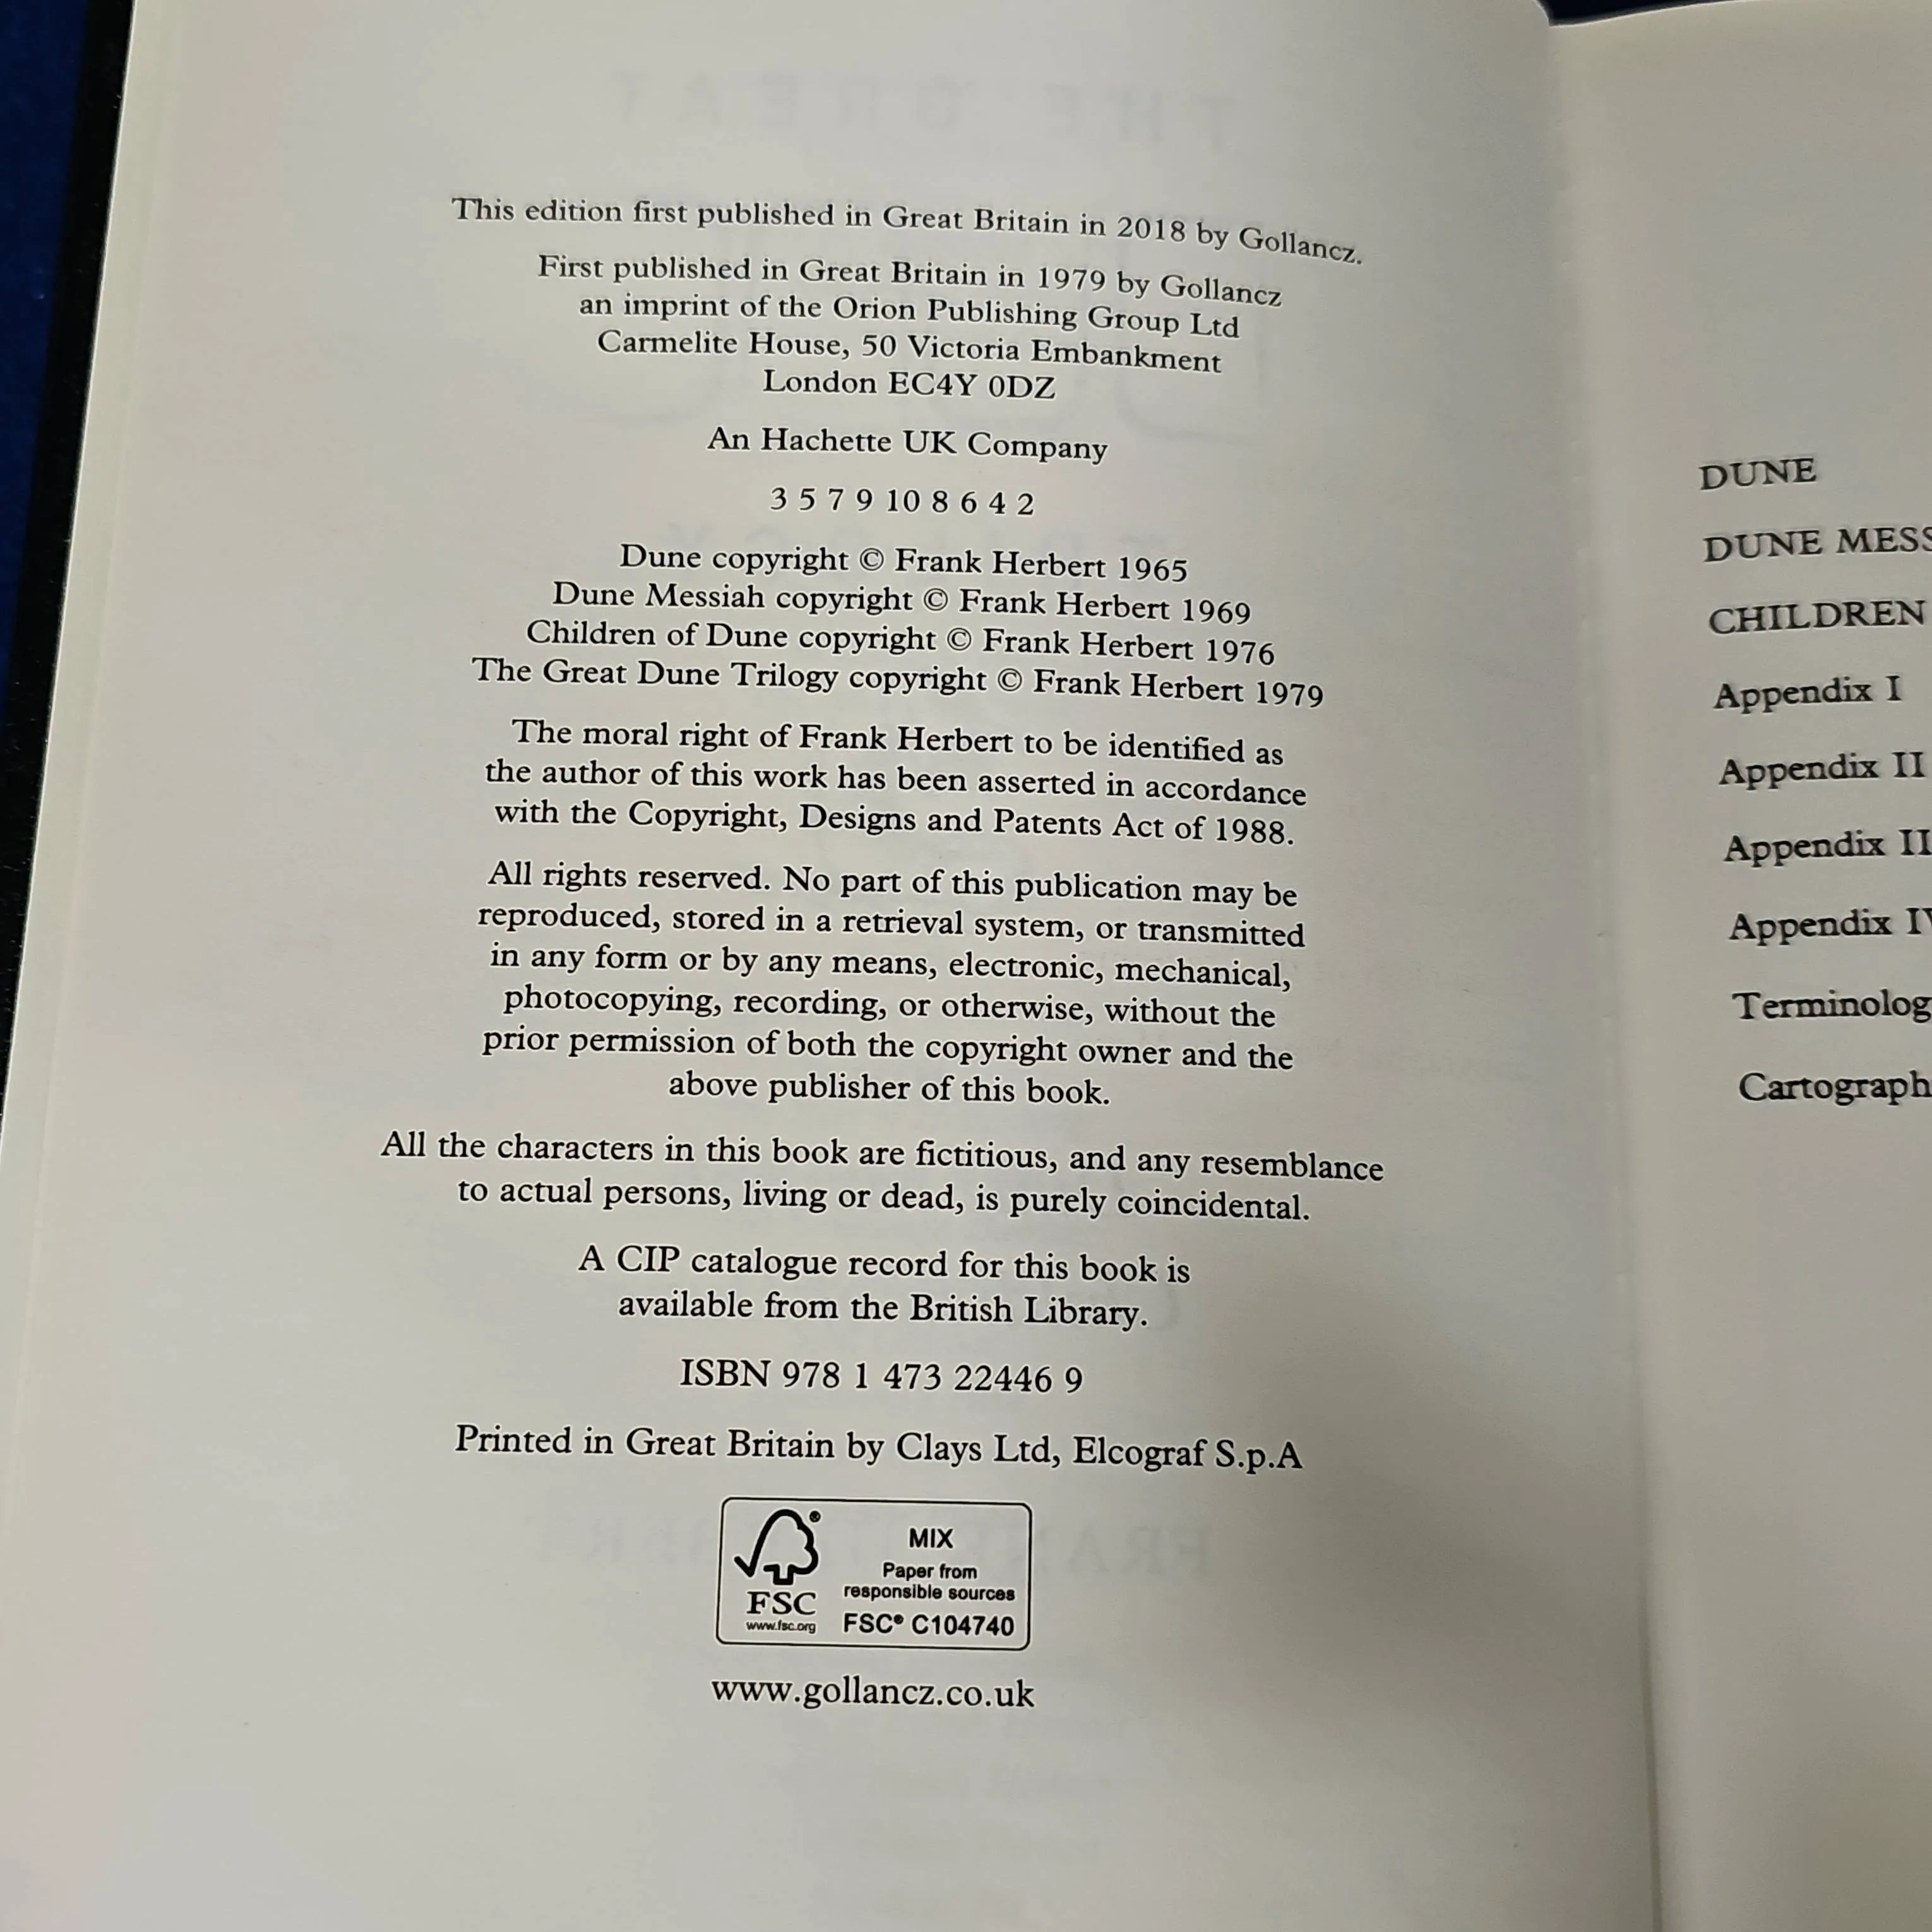 This edition first published in Great Britain in 2018 by Gollancz.
First published in Great Britain in 1979 by Gollancz
an imprint of the Orion Publishing Group Ltd
Carmelite House, 50 Victoria Embankment
London EC4Y 0DZ
An Hachette UK Company
3 5 7 9 10 8 6 4 2
Dune copyright © Frank Herbert 1965
Dune Messiah copyright © Frank Herbert 1969
Children of Dune copyright © Frank Herbert 1976
The Great Dune Trilogy copyright © Frank Herbert 1979
The moral right of Frank Herbert to be identified as
the author of this work has been asserted in accordance
with the Copyright, Designs and Patents Act of 1988.
All rights reserved. No part of this publication may be
reproduced, stored in a retrieval system, or transmitted
in any form or by any means, electronic, mechanical,
photocopying, recording, or otherwise, without the
prior permission of both the copyright owner and the
above publisher of this book.
All the characters in this book are fictitious, and any resemblance
to actual persons, living or dead, is purely coincidental.
A CIP catalogue record for this book is
available from the British Library.
ISBN 978 1 473 22446 9
Printed in Great Britain by Clays Ltd, Elcograf S.p.A
FSC
www.fsc.org
MIX
Paper from
responsible sources
FSC® C104740
www.gollancz.co.uk
DUNE
DUNE MESS
CHILDREN
Appendix I
Appendix II
Appendix II
Appendix IV
Terminolog
Cartograph